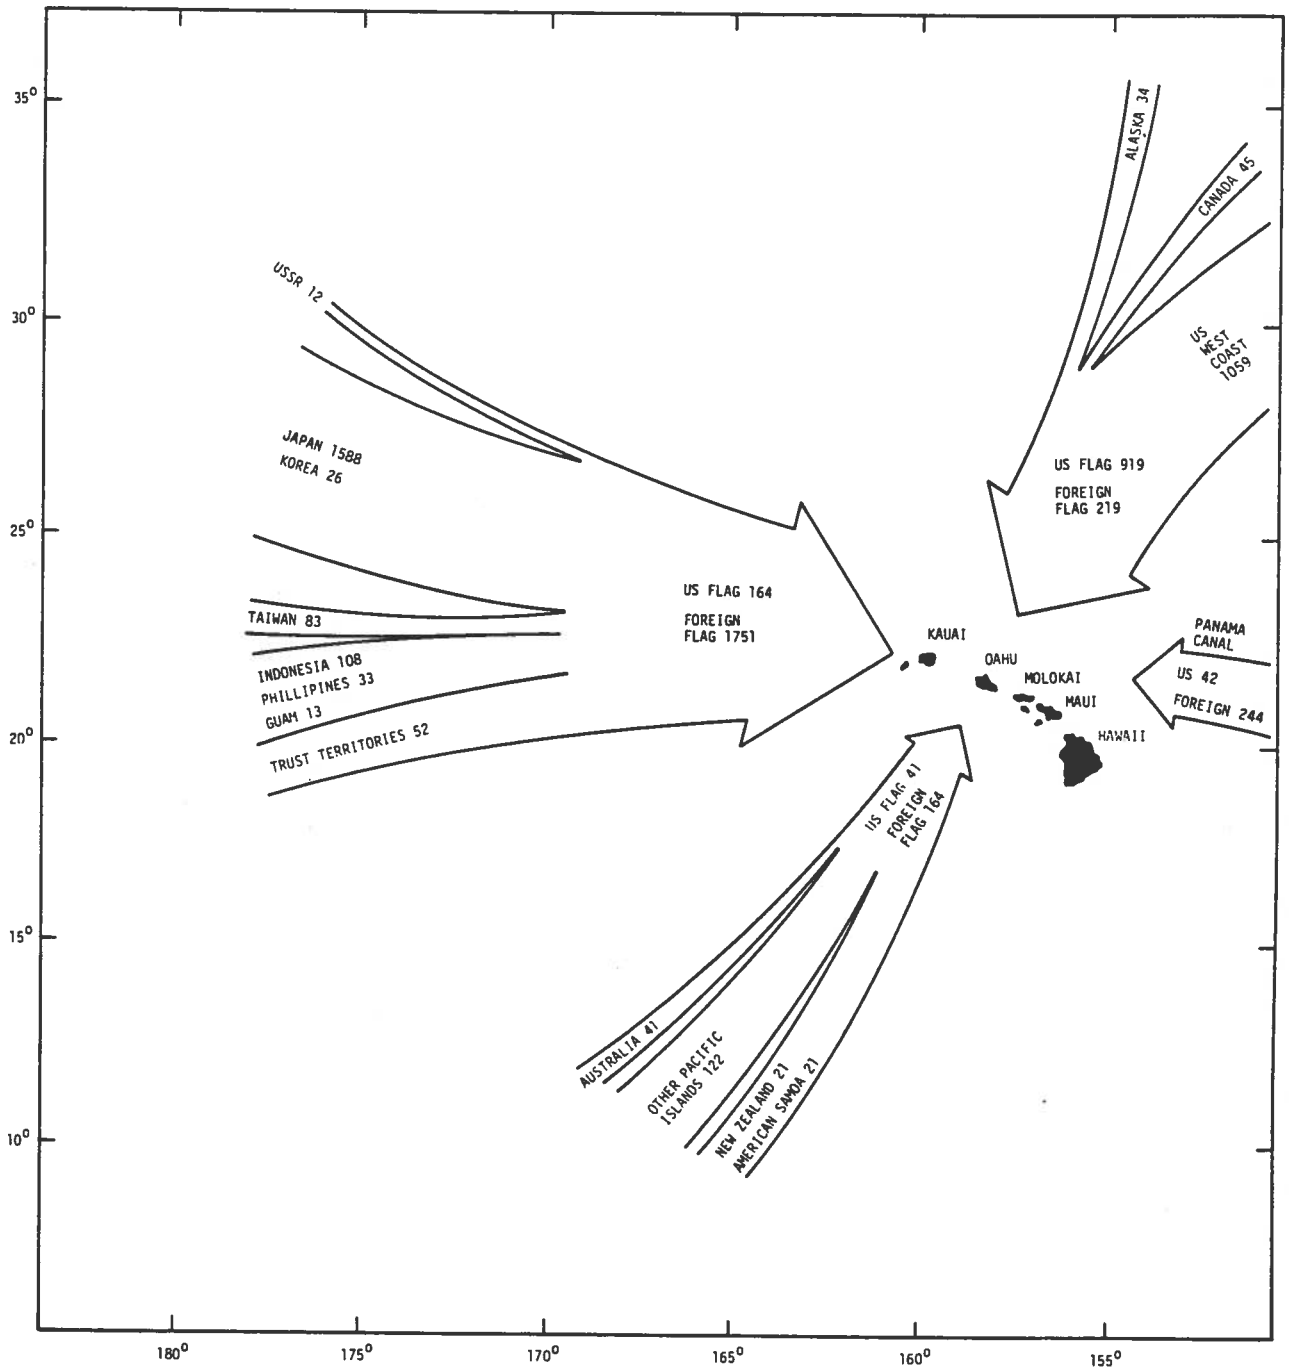 35°
30°
25°
20°
15°
10°
180°
175°
170°
165°
160°
155°
ALASKA 34
CANADA 45
US
WEST
COAST
1059
US FLAG 919
FOREIGN
FLAG 219
USSR 12
JAPAN 1588
KOREA 26
TAIWAN 83
INDONESIA 108
PHILLIPINES 33
GUAM 13
TRUST TERRITORIES 52
US FLAG 164
FOREIGN
FLAG 1751
KAUAI
OAHU
MOLOKAI
MAUI
HAWAII
PANAMA
CANAL
US 42
FOREIGN 244
US FLAG 41
FOREIGN
FLAG 164
AUSTRALIA 41
OTHER PACIFIC
ISLANDS 122
NEW ZEALAND 21
AMERICAN SAMOA 21